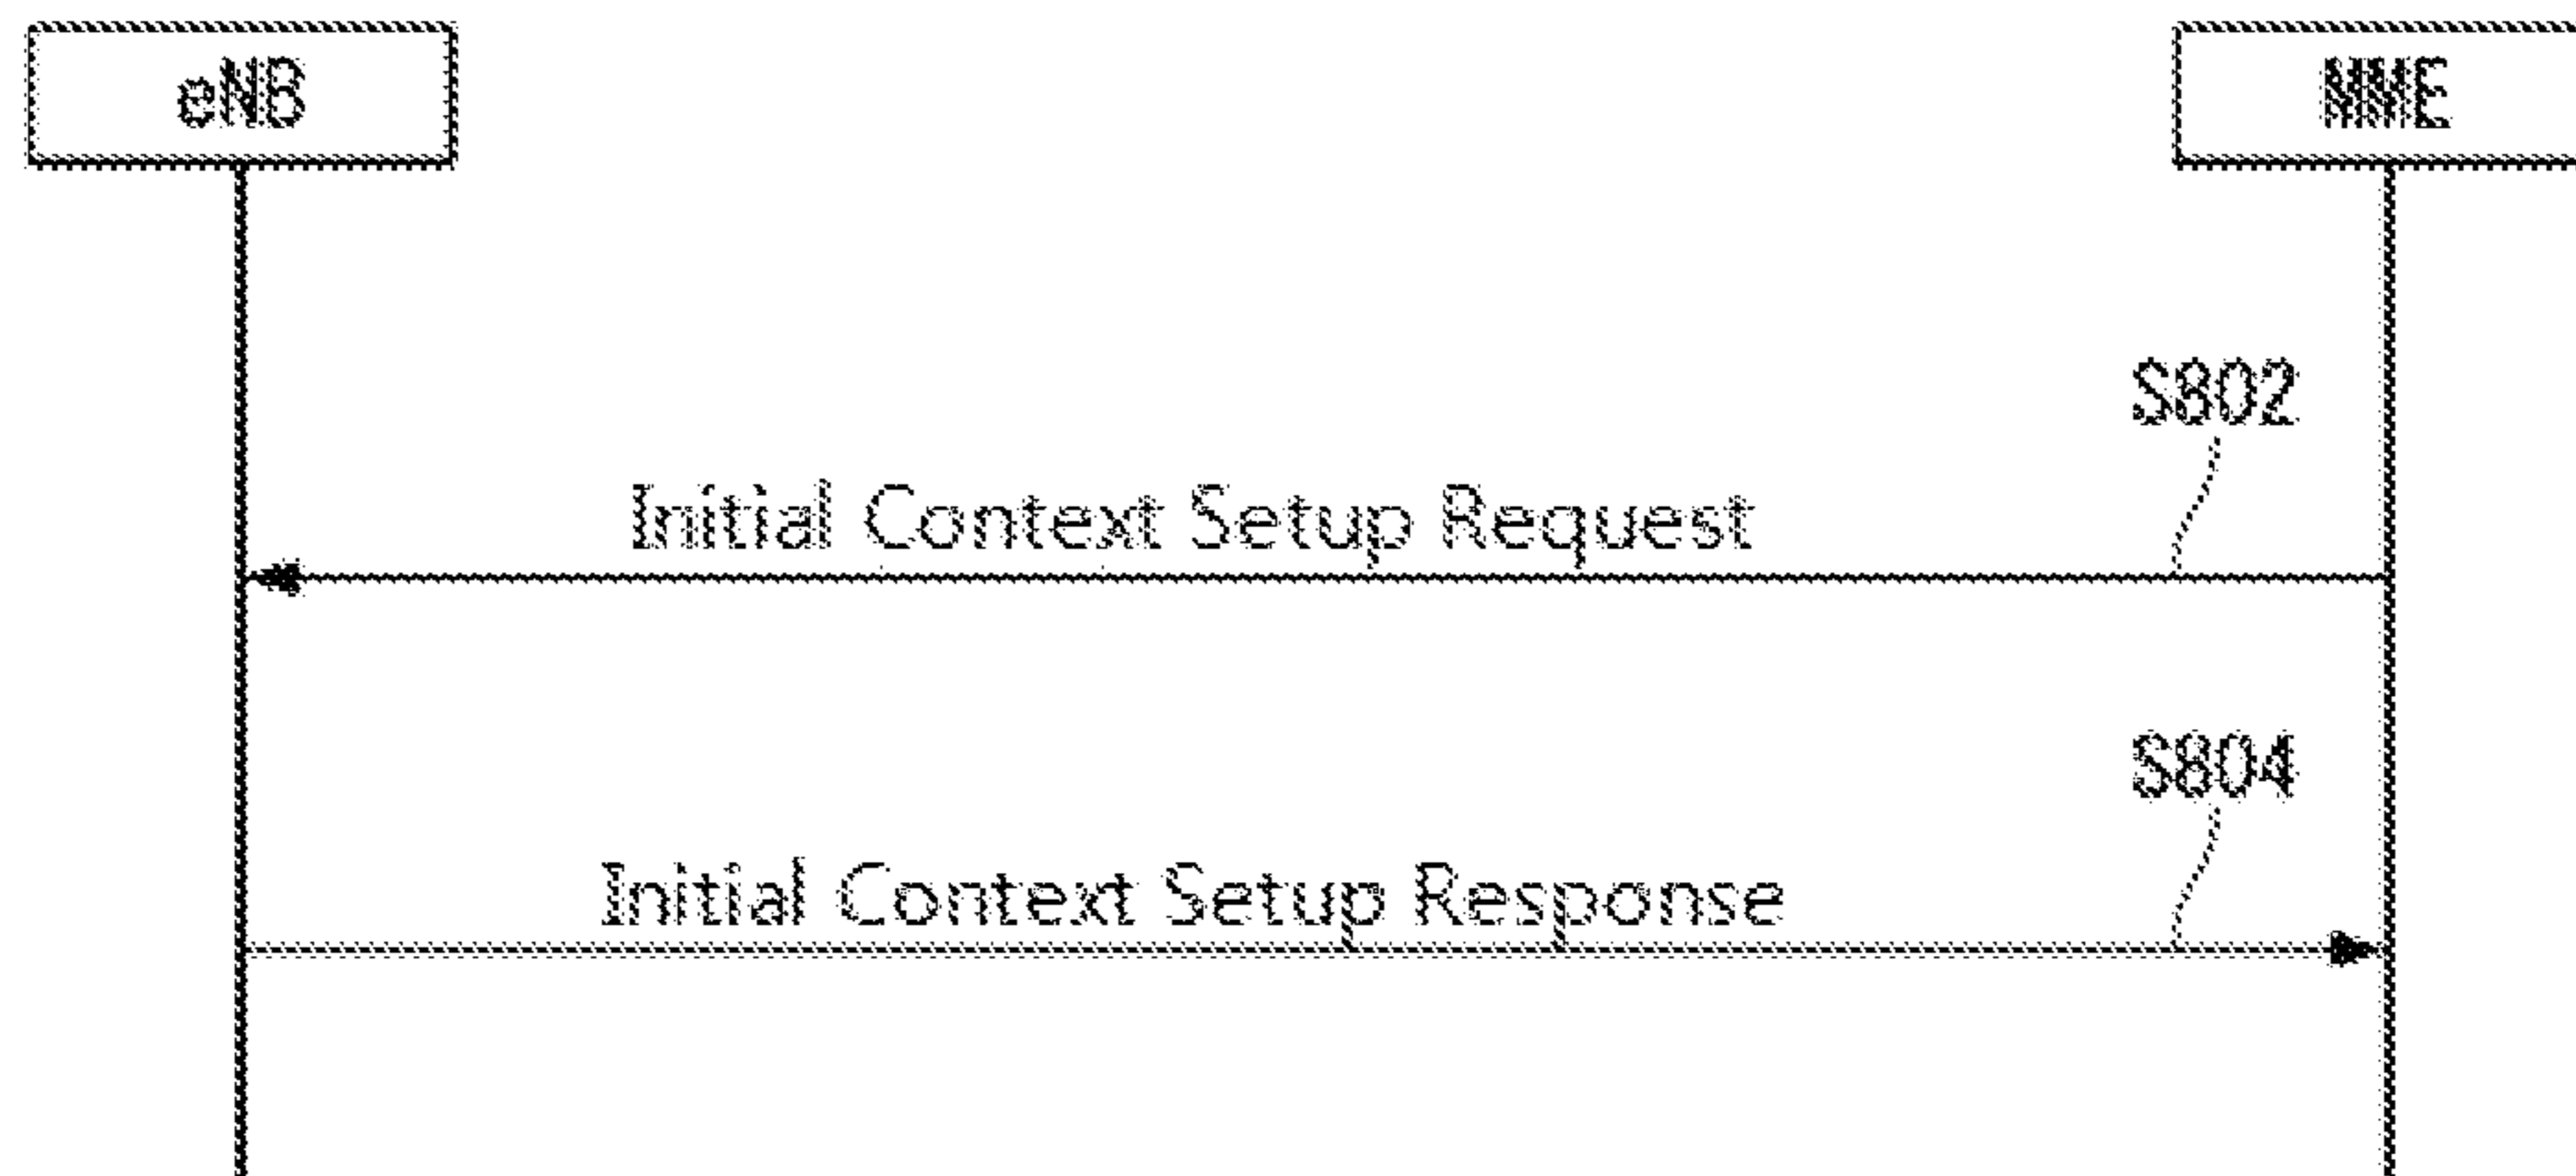 eNB
MME
S802
Initial Context Setup Request
S804
Initial Context Setup Response